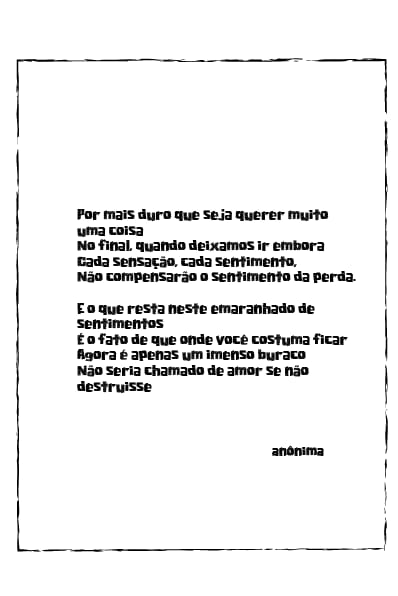 Por mais duro que seja querer muito
uma coisa
No final, quando deixamos ir embora
Cada sensação, cada sentimento,
Não compensarão o sentimento da perda.
E o que resta neste emaranhado de
sentimentos
É o fato de que onde você costuma ficar
Agora é apenas um imenso buraco
Não seria chamado de amor se não
destruisse
anônima